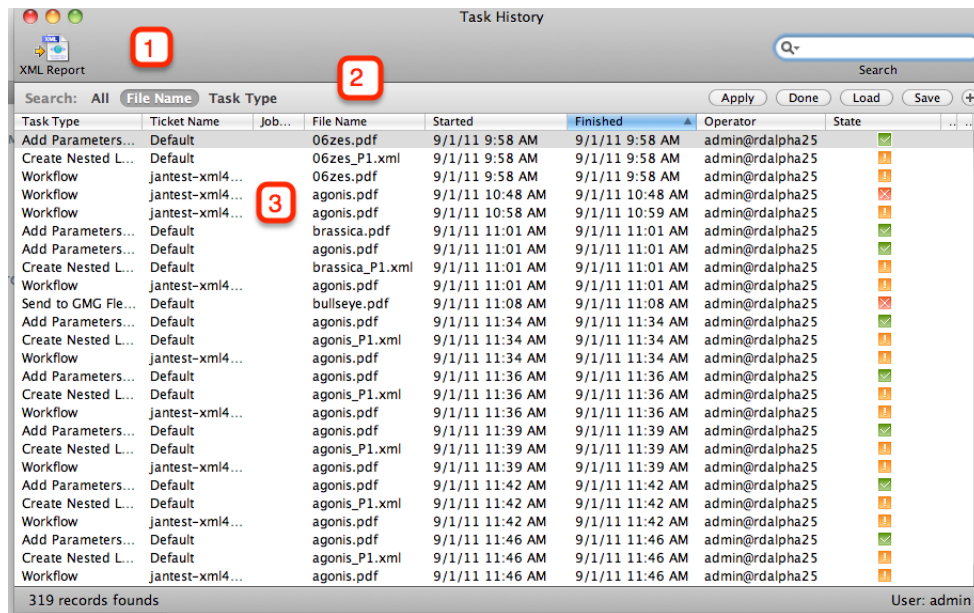 Task History
1
XML
XML Report
Search
2
Search: All File Name Task Type Apply Done Load Save +
Task Type Ticket Name Job... File Name Started Finished Operator State .. ..
Add Parameters... Default 06zes.pdf 9/1/11 9:58 AM 9/1/11 9:58 AM admin@rdalpha25
Create Nested L... Default 06zes_P1.xml 9/1/11 9:58 AM 9/1/11 9:58 AM admin@rdalpha25
Workflow jantest-xml4... 06zes.pdf 9/1/11 9:58 AM 9/1/11 9:58 AM admin@rdalpha25
Workflow jantest-xml4... agonis.pdf 9/1/11 10:48 AM 9/1/11 10:48 AM admin@rdalpha25
3
Workflow jantest-xml4... agonis.pdf 9/1/11 10:58 AM 9/1/11 10:59 AM admin@rdalpha25
Add Parameters... Default brassica.pdf 9/1/11 11:01 AM 9/1/11 11:01 AM admin@rdalpha25
Add Parameters... Default agonis.pdf 9/1/11 11:01 AM 9/1/11 11:01 AM admin@rdalpha25
Create Nested L... Default brassica_P1.xml 9/1/11 11:01 AM 9/1/11 11:01 AM admin@rdalpha25
Workflow jantest-xml4... agonis.pdf 9/1/11 11:01 AM 9/1/11 11:01 AM admin@rdalpha25
Send to GMG Fle... Default bullseye.pdf 9/1/11 11:08 AM 9/1/11 11:08 AM admin@rdalpha25
Add Parameters... Default agonis.pdf 9/1/11 11:34 AM 9/1/11 11:34 AM admin@rdalpha25
Create Nested L... Default agonis_P1.xml 9/1/11 11:34 AM 9/1/11 11:34 AM admin@rdalpha25
Workflow jantest-xml4... agonis.pdf 9/1/11 11:34 AM 9/1/11 11:34 AM admin@rdalpha25
Add Parameters... Default agonis.pdf 9/1/11 11:36 AM 9/1/11 11:36 AM admin@rdalpha25
Create Nested L... Default agonis_P1.xml 9/1/11 11:36 AM 9/1/11 11:36 AM admin@rdalpha25
Workflow jantest-xml4... agonis.pdf 9/1/11 11:36 AM 9/1/11 11:36 AM admin@rdalpha25
Add Parameters... Default agonis.pdf 9/1/11 11:39 AM 9/1/11 11:39 AM admin@rdalpha25
Create Nested L... Default agonis_P1.xml 9/1/11 11:39 AM 9/1/11 11:39 AM admin@rdalpha25
Workflow jantest-xml4... agonis.pdf 9/1/11 11:39 AM 9/1/11 11:39 AM admin@rdalpha25
Add Parameters... Default agonis.pdf 9/1/11 11:42 AM 9/1/11 11:42 AM admin@rdalpha25
Create Nested L... Default agonis_P1.xml 9/1/11 11:42 AM 9/1/11 11:42 AM admin@rdalpha25
Workflow jantest-xml4... agonis.pdf 9/1/11 11:42 AM 9/1/11 11:42 AM admin@rdalpha25
Add Parameters... Default agonis.pdf 9/1/11 11:46 AM 9/1/11 11:46 AM admin@rdalpha25
Create Nested L... Default agonis_P1.xml 9/1/11 11:46 AM 9/1/11 11:46 AM admin@rdalpha25
Workflow jantest-xml4... agonis.pdf 9/1/11 11:46 AM 9/1/11 11:46 AM admin@rdalpha25
319 records founds User: admin